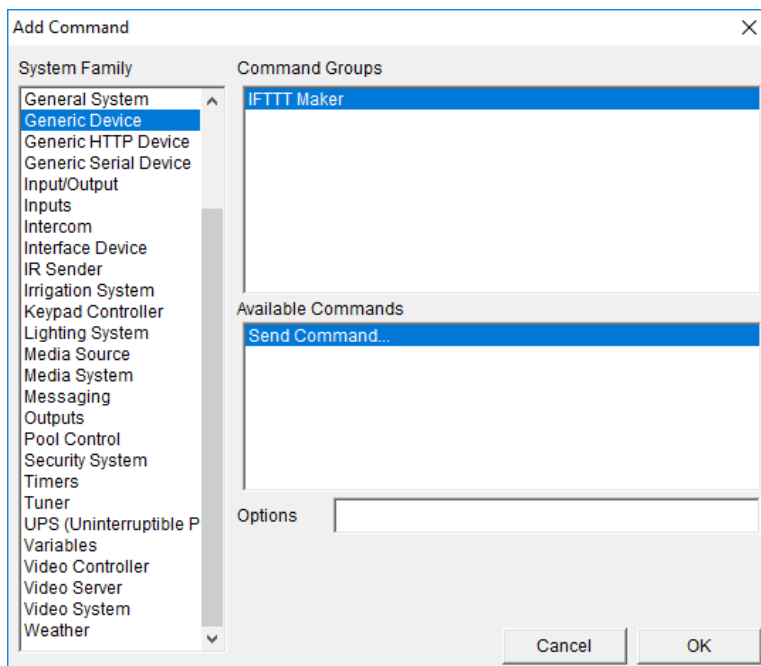 Add Command
System Family
General System
Generic Device
Generic HTTP Device
Generic Serial Device
Input/Output
Inputs
Intercom
Interface Device
IR Sender
Irrigation System
Keypad Controller
Lighting System
Media Source
Media System
Messaging
Outputs
Pool Control
Security System
Timers
Tuner
UPS (Uninterruptible P
Variables
Video Controller
Video Server
Video System
Weather
Command Groups
IFTTT Maker
Available Commands
Send Command...
Options
Cancel
OK